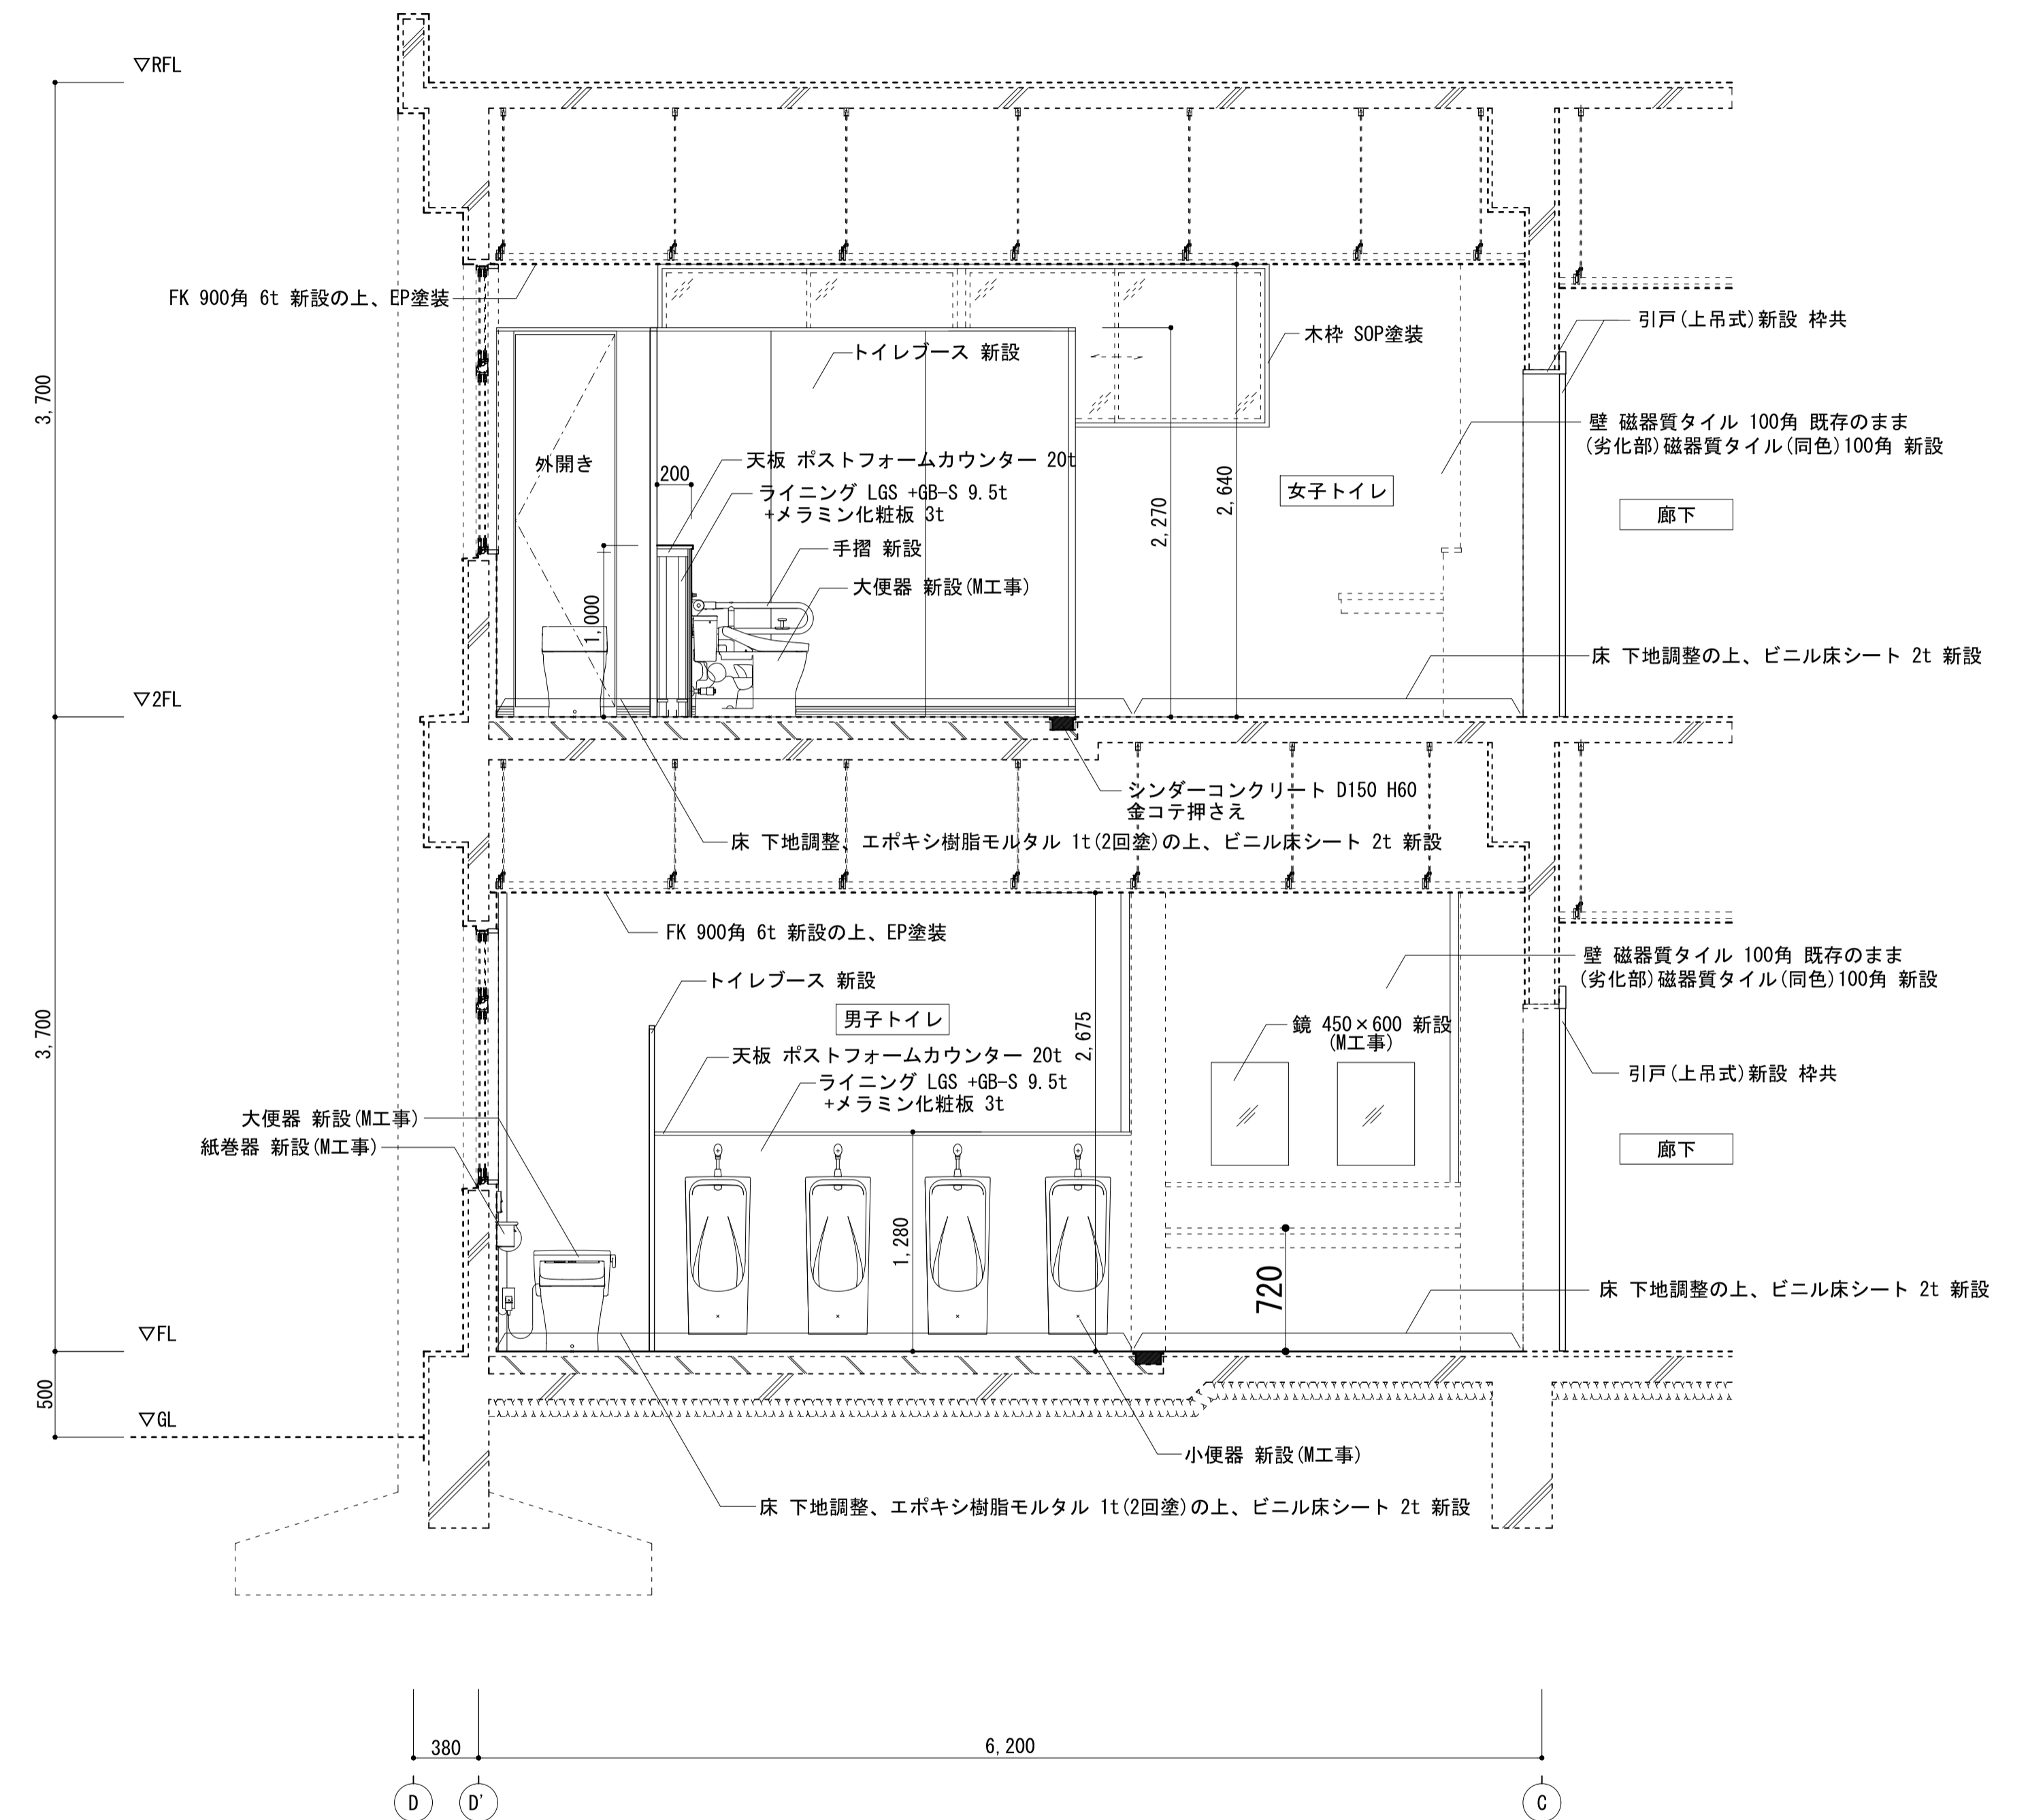 ▽RFL
3,700
FK 900角 6t 新設の上、EP塗装
引戸(上吊式)新設 枠共
木枠 SOP塗装
トイレブース 新設
壁 磁器質タイル 100角 既存のまま
(劣化部)磁器質タイル(同色)100角 新設
外開き
天板 ポストフォームカウンター 20t
200
ライニング LGS +GB-S 9.5t
+メラミン化粧板 3t
2,270
2,640
女子トイレ
廊下
手摺 新設
大便器 新設(M工事)
1,000
床 下地調整の上、ビニル床シート 2t 新設
▽2FL
シンダーコンクリート D150 H60
金コテ押さえ
床 下地調整、エポキシ樹脂モルタル 1t(2回塗)の上、ビニル床シート 2t 新設
3,700
FK 900角 6t 新設の上、EP塗装
壁 磁器質タイル 100角 既存のまま
(劣化部)磁器質タイル(同色)100角 新設
トイレブース 新設
男子トイレ
2,675
鏡 450×600 新設
(M工事)
天板 ポストフォームカウンター 20t
ライニング LGS +GB-S 9.5t
+メラミン化粧板 3t
引戸(上吊式)新設 枠共
大便器 新設(M工事)
紙巻器 新設(M工事)
廊下
1,280
720
床 下地調整の上、ビニル床シート 2t 新設
▽FL
500
▽GL
小便器 新設(M工事)
床 下地調整、エポキシ樹脂モルタル 1t(2回塗)の上、ビニル床シート 2t 新設
380
6,200
D
D'
C